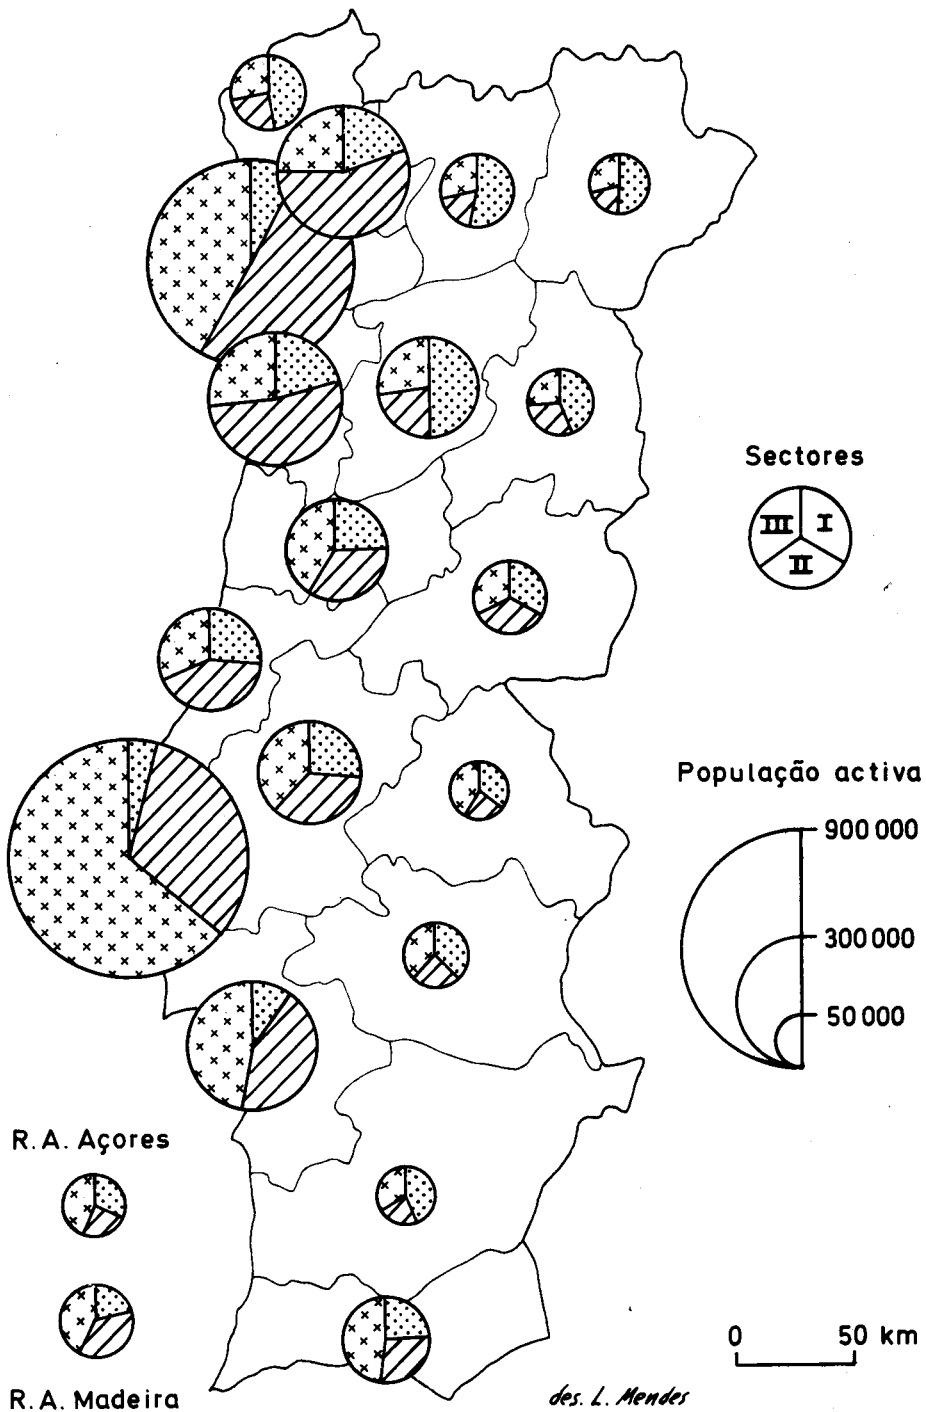 Sectores
III I
II
População activa
900 000
300 000
50 000
R.A. Açores
R.A. Madeira
0 50 km
des. L. Mendes